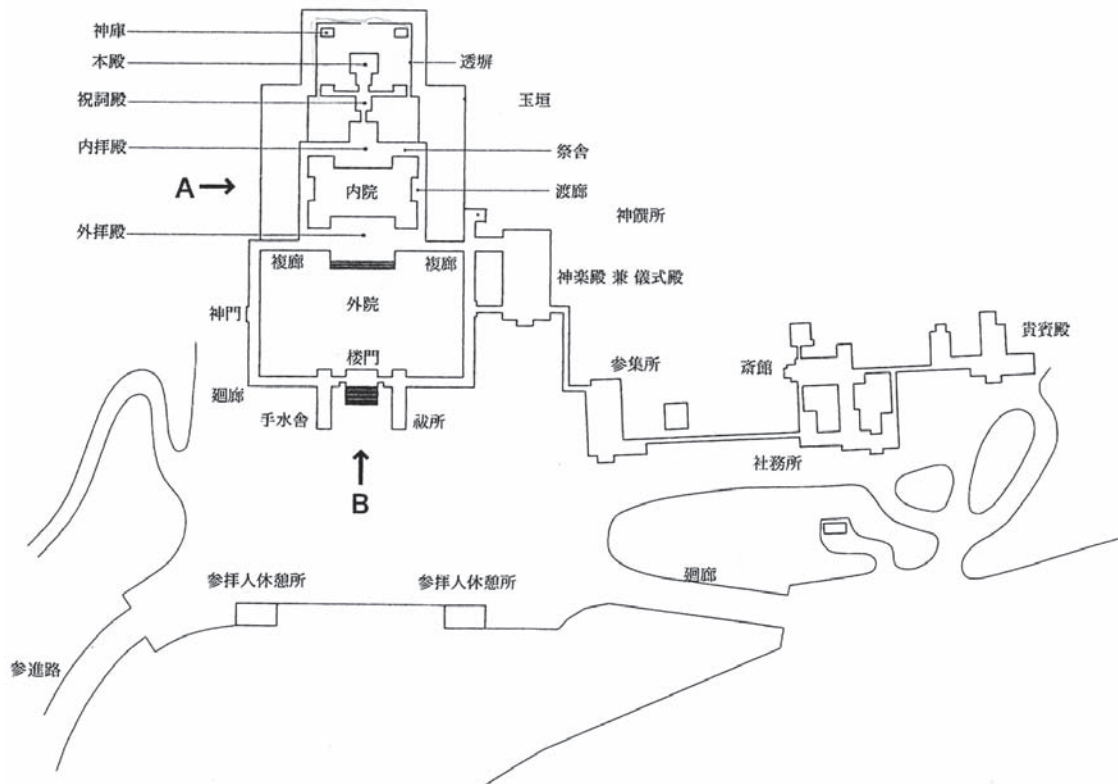 神庫
本殿
透塀
祝詞殿
玉垣
内拝殿
祭舎
A
内院
渡廊
神饌所
外拝殿
複廊
複廊
神楽殿 兼 儀式殿
外院
神門
楼門
貴賓殿
参集所
斎館
廻廊
手水舎
祓所
社務所
B
廻廊
参拝人休憩所
参拝人休憩所
参進路